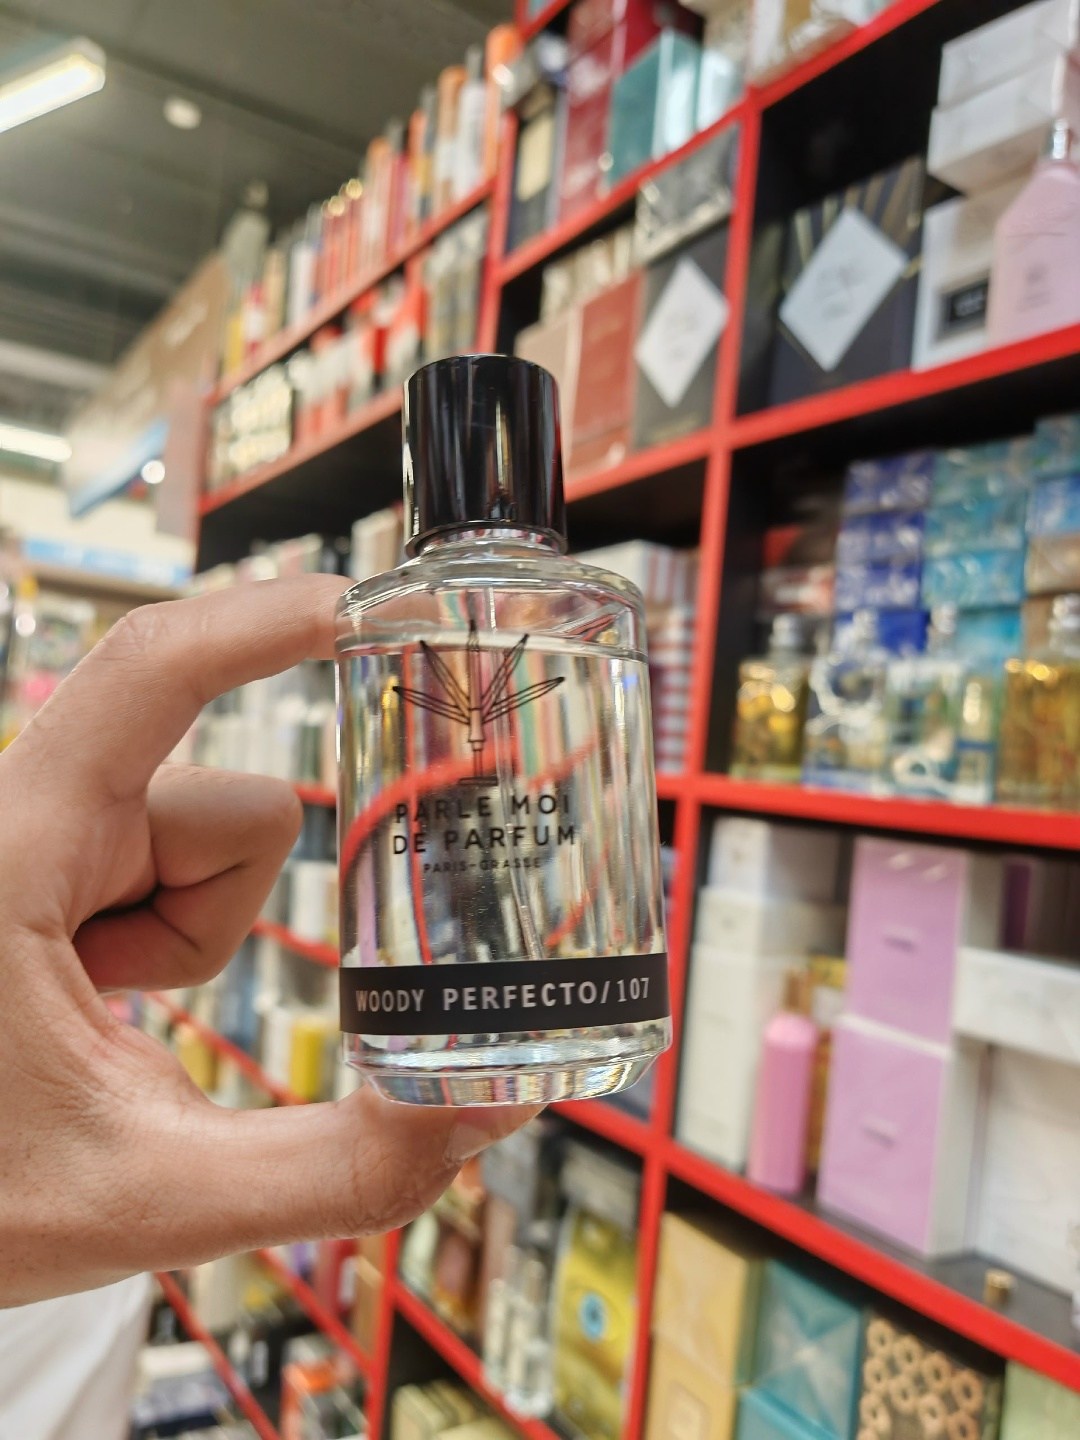 PARLE MOI
DE PARFUM
PARIS-GRASSE
WOODY PERFECTO/107